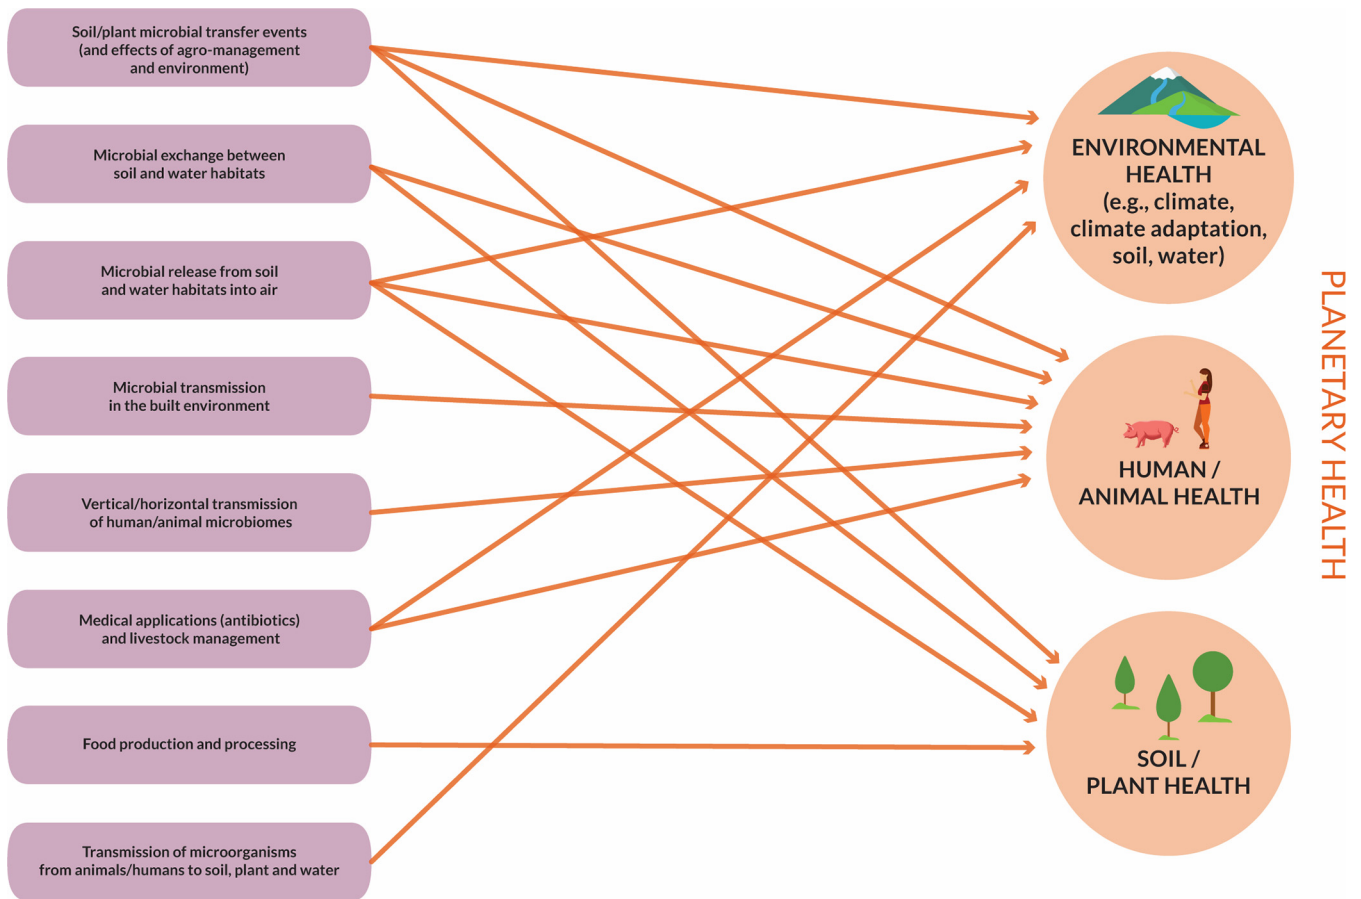 Soil/plant microbial transfer events
(and effects of agro-management
and environment)
Microbial exchange between
soil and water habitats
Microbial release from soil
and water habitats into air
Microbial transmission
in the built environment
Vertical/horizontal transmission
of human/animal microbiomes
Medical applications (antibiotics)
and livestock management
Food production and processing
Transmission of microorganisms
from animals/humans to soil, plant and water
ENVIRONMENTAL
HEALTH
(e.g., climate,
climate adaptation,
soil, water)
HUMAN /
ANIMAL HEALTH
SOIL /
PLANT HEALTH
PLANETARY HEALTH